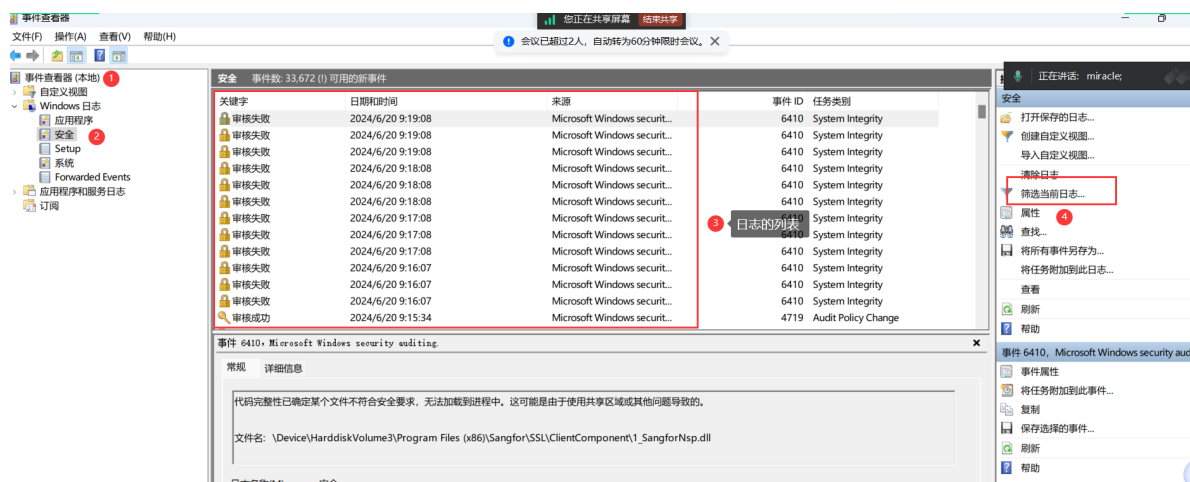 事件查看器
您正在共享屏幕 结束共享
文件(F) 操作(A) 查看(V) 帮助(H)
会议已超过2人，自动转为60分钟限时会议。
事件查看器 (本地) 1
自定义视图
Windows 日志
应用程序
安全 2
Setup
系统
Forwarded Events
应用程序和服务日志
订阅
安全 事件数: 33,672 (!) 可用的新事件
关键字 日期和时间 来源 事件 ID 任务类别
审核失败 2024/6/20 9:19:08 Microsoft Windows securit... 6410 System Integrity
审核失败 2024/6/20 9:19:08 Microsoft Windows securit... 6410 System Integrity
审核失败 2024/6/20 9:19:08 Microsoft Windows securit... 6410 System Integrity
审核失败 2024/6/20 9:18:08 Microsoft Windows securit... 6410 System Integrity
审核失败 2024/6/20 9:18:08 Microsoft Windows securit... 6410 System Integrity
审核失败 2024/6/20 9:18:08 Microsoft Windows securit... 6410 System Integrity
审核失败 2024/6/20 9:17:08 Microsoft Windows securit... 6410 System Integrity
审核失败 2024/6/20 9:17:08 Microsoft Windows securit... 6410 System Integrity
审核失败 2024/6/20 9:17:08 Microsoft Windows securit... 6410 System Integrity
审核失败 2024/6/20 9:16:07 Microsoft Windows securit... 6410 System Integrity
审核失败 2024/6/20 9:16:07 Microsoft Windows securit... 6410 System Integrity
审核失败 2024/6/20 9:16:07 Microsoft Windows securit... 6410 System Integrity
审核成功 2024/6/20 9:15:34 Microsoft Windows securit... 4719 Audit Policy Change
3 日志的列表
事件 6410，Microsoft Windows security auditing.
常规 详细信息
代码完整性已确定某个文件不符合安全要求，无法加载到进程中。这可能是由于使用共享区域或其他问题导致的。
文件名: \Device\HarddiskVolume3\Program Files (x86)\Sangfor\SSL\ClientComponent\1_SangforNsp.dll
正在讲话: miracle;
安全
打开保存的日志...
创建自定义视图...
导入自定义视图...
清除日志...
筛选当前日志...
属性 4
查找...
将所有事件另存为...
将任务附加到此日志...
查看
刷新
帮助
事件 6410，Microsoft Windows security aud
事件属性
将任务附加到此事件...
复制
保存选择的事件...
刷新
帮助